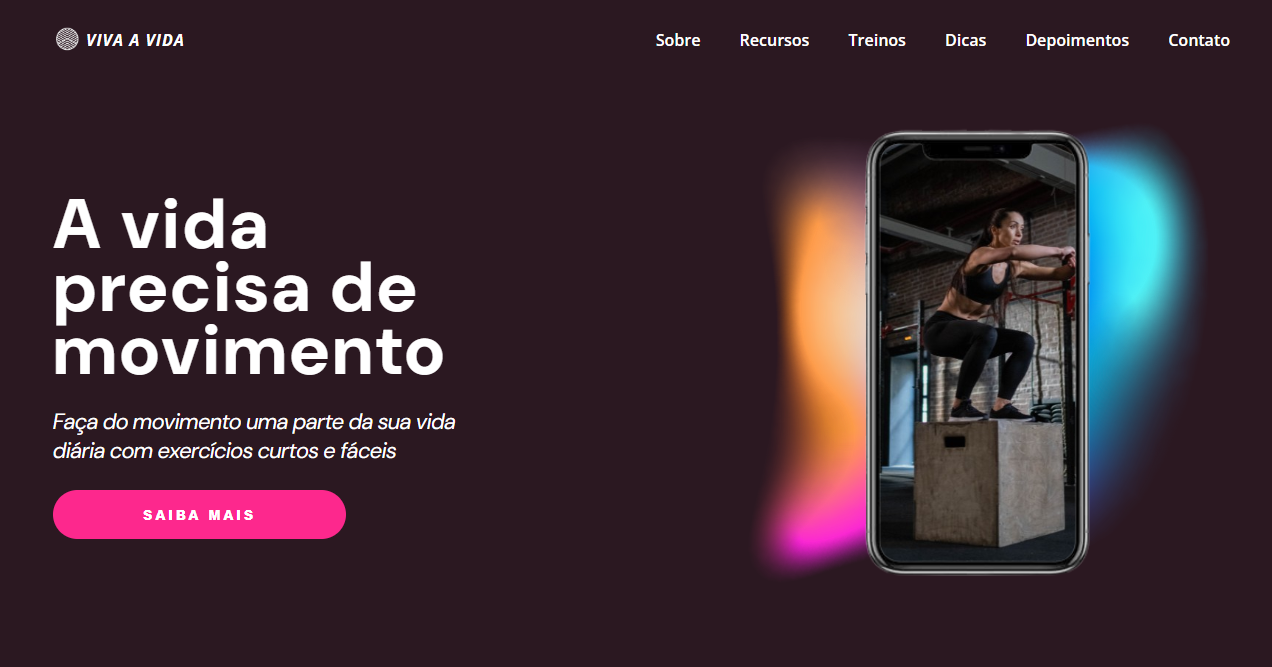 VIVA A VIDA
Sobre Recursos Treinos Dicas Depoimentos Contato
A vida
precisa de
movimento
Faça do movimento uma parte da sua vida
diária com exercícios curtos e fáceis
SAIBA MAIS